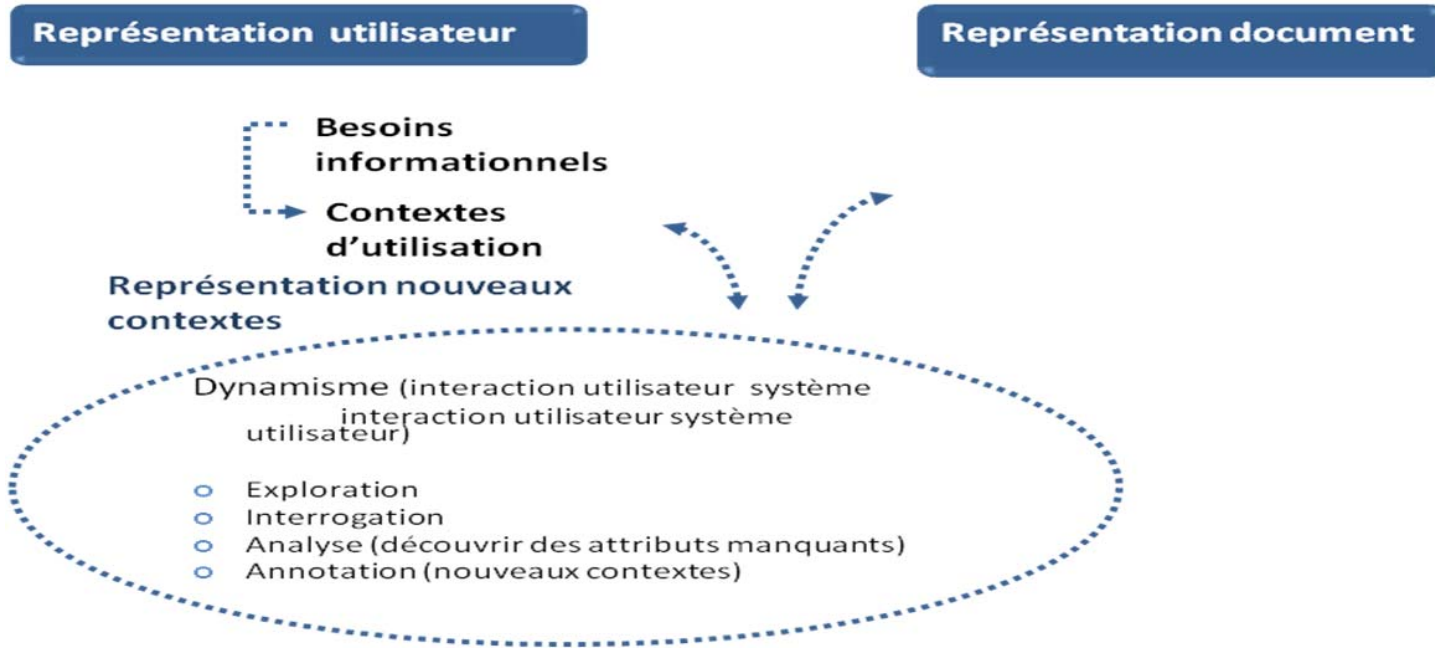 Représentation utilisateur
Représentation document
Besoins
informationnels
Contextes
d’utilisation
Représentation nouveaux
contextes
Dynamisme (interaction utilisateur système
interaction utilisateur système
utilisateur)
Exploration
Interrogation
Analyse (découvrir des attributs manquants)
Annotation (nouveaux contextes)